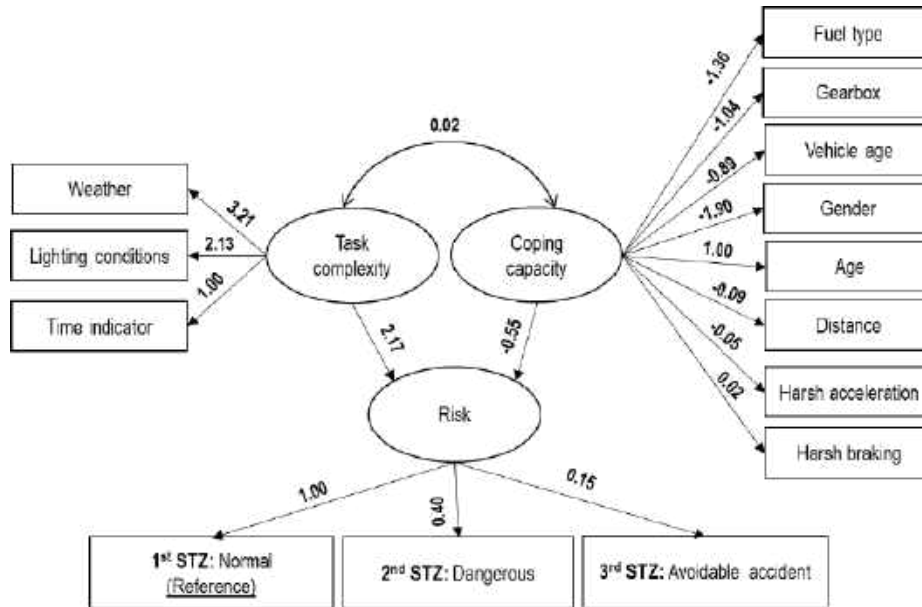 Fuel type
-1.36
Gearbox
-1.04
0.02
Vehicle age
-0.89
Weather
3.21
Gender
-1.90
Lighting conditions
2.13
Task
complexity
Coping
capacity
1.00
Age
Time indicator
1.00
-0.09
Distance
2.17
-0.55
-0.05
Harsh acceleration
Risk
0.02
Harsh braking
1.00
0.40
0.15
1st STZ: Normal
(Reference)
2nd STZ: Dangerous
3rd STZ: Avoidable accident